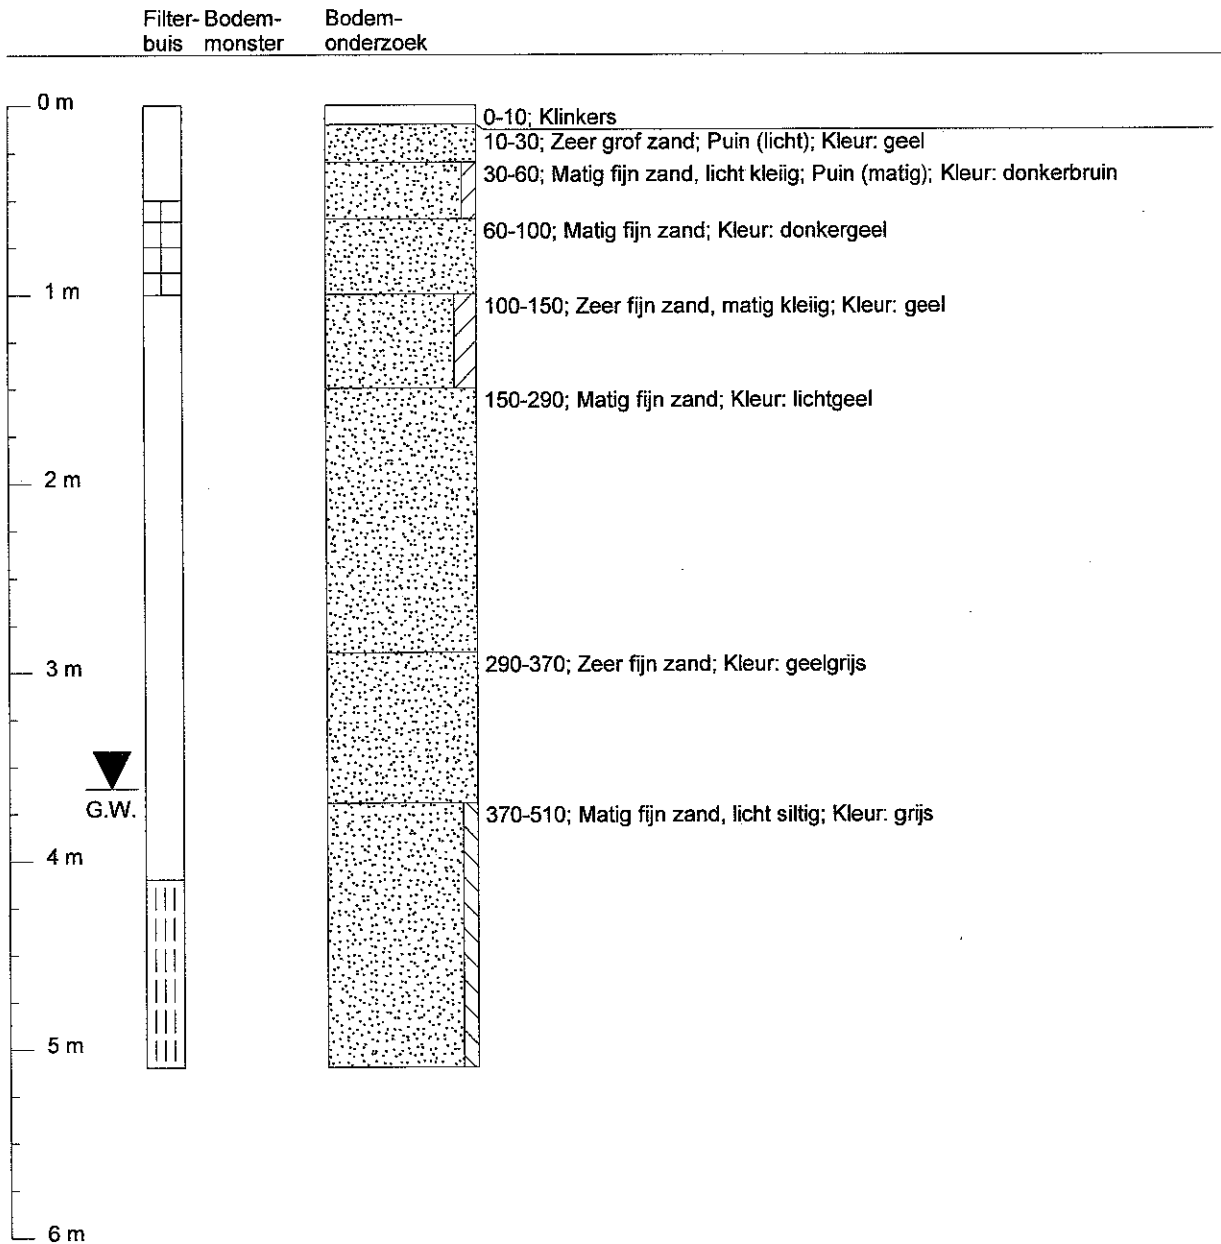 Filter- Bodem- Bodem-
buis monster onderzoek
0 m
0-10; Klinkers
10-30; Zeer grof zand; Puin (licht); Kleur: geel
30-60; Matig fijn zand, licht kleiig; Puin (matig); Kleur: donkerbruin
60-100; Matig fijn zand; Kleur: donkergeel
1 m
100-150; Zeer fijn zand, matig kleiig; Kleur: geel
150-290; Matig fijn zand; Kleur: lichtgeel
2 m
290-370; Zeer fijn zand; Kleur: geelgrijs
3 m
G.W.
370-510; Matig fijn zand, licht siltig; Kleur: grijs
4 m
5 m
6 m